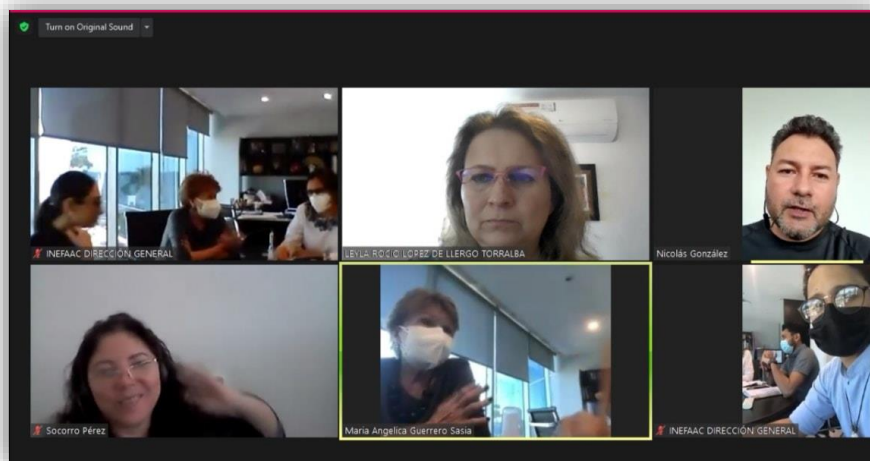 Turn on Original Sound
INEFAAC DIRECCIÓN GENERAL
LEYLA ROCIO LOPEZ DE LLERGO TORRALBA
Nicolás González
Socorro Pérez
Maria Angelica Guerrero Sasia
INEFAAC DIRECCIÓN GENERAL